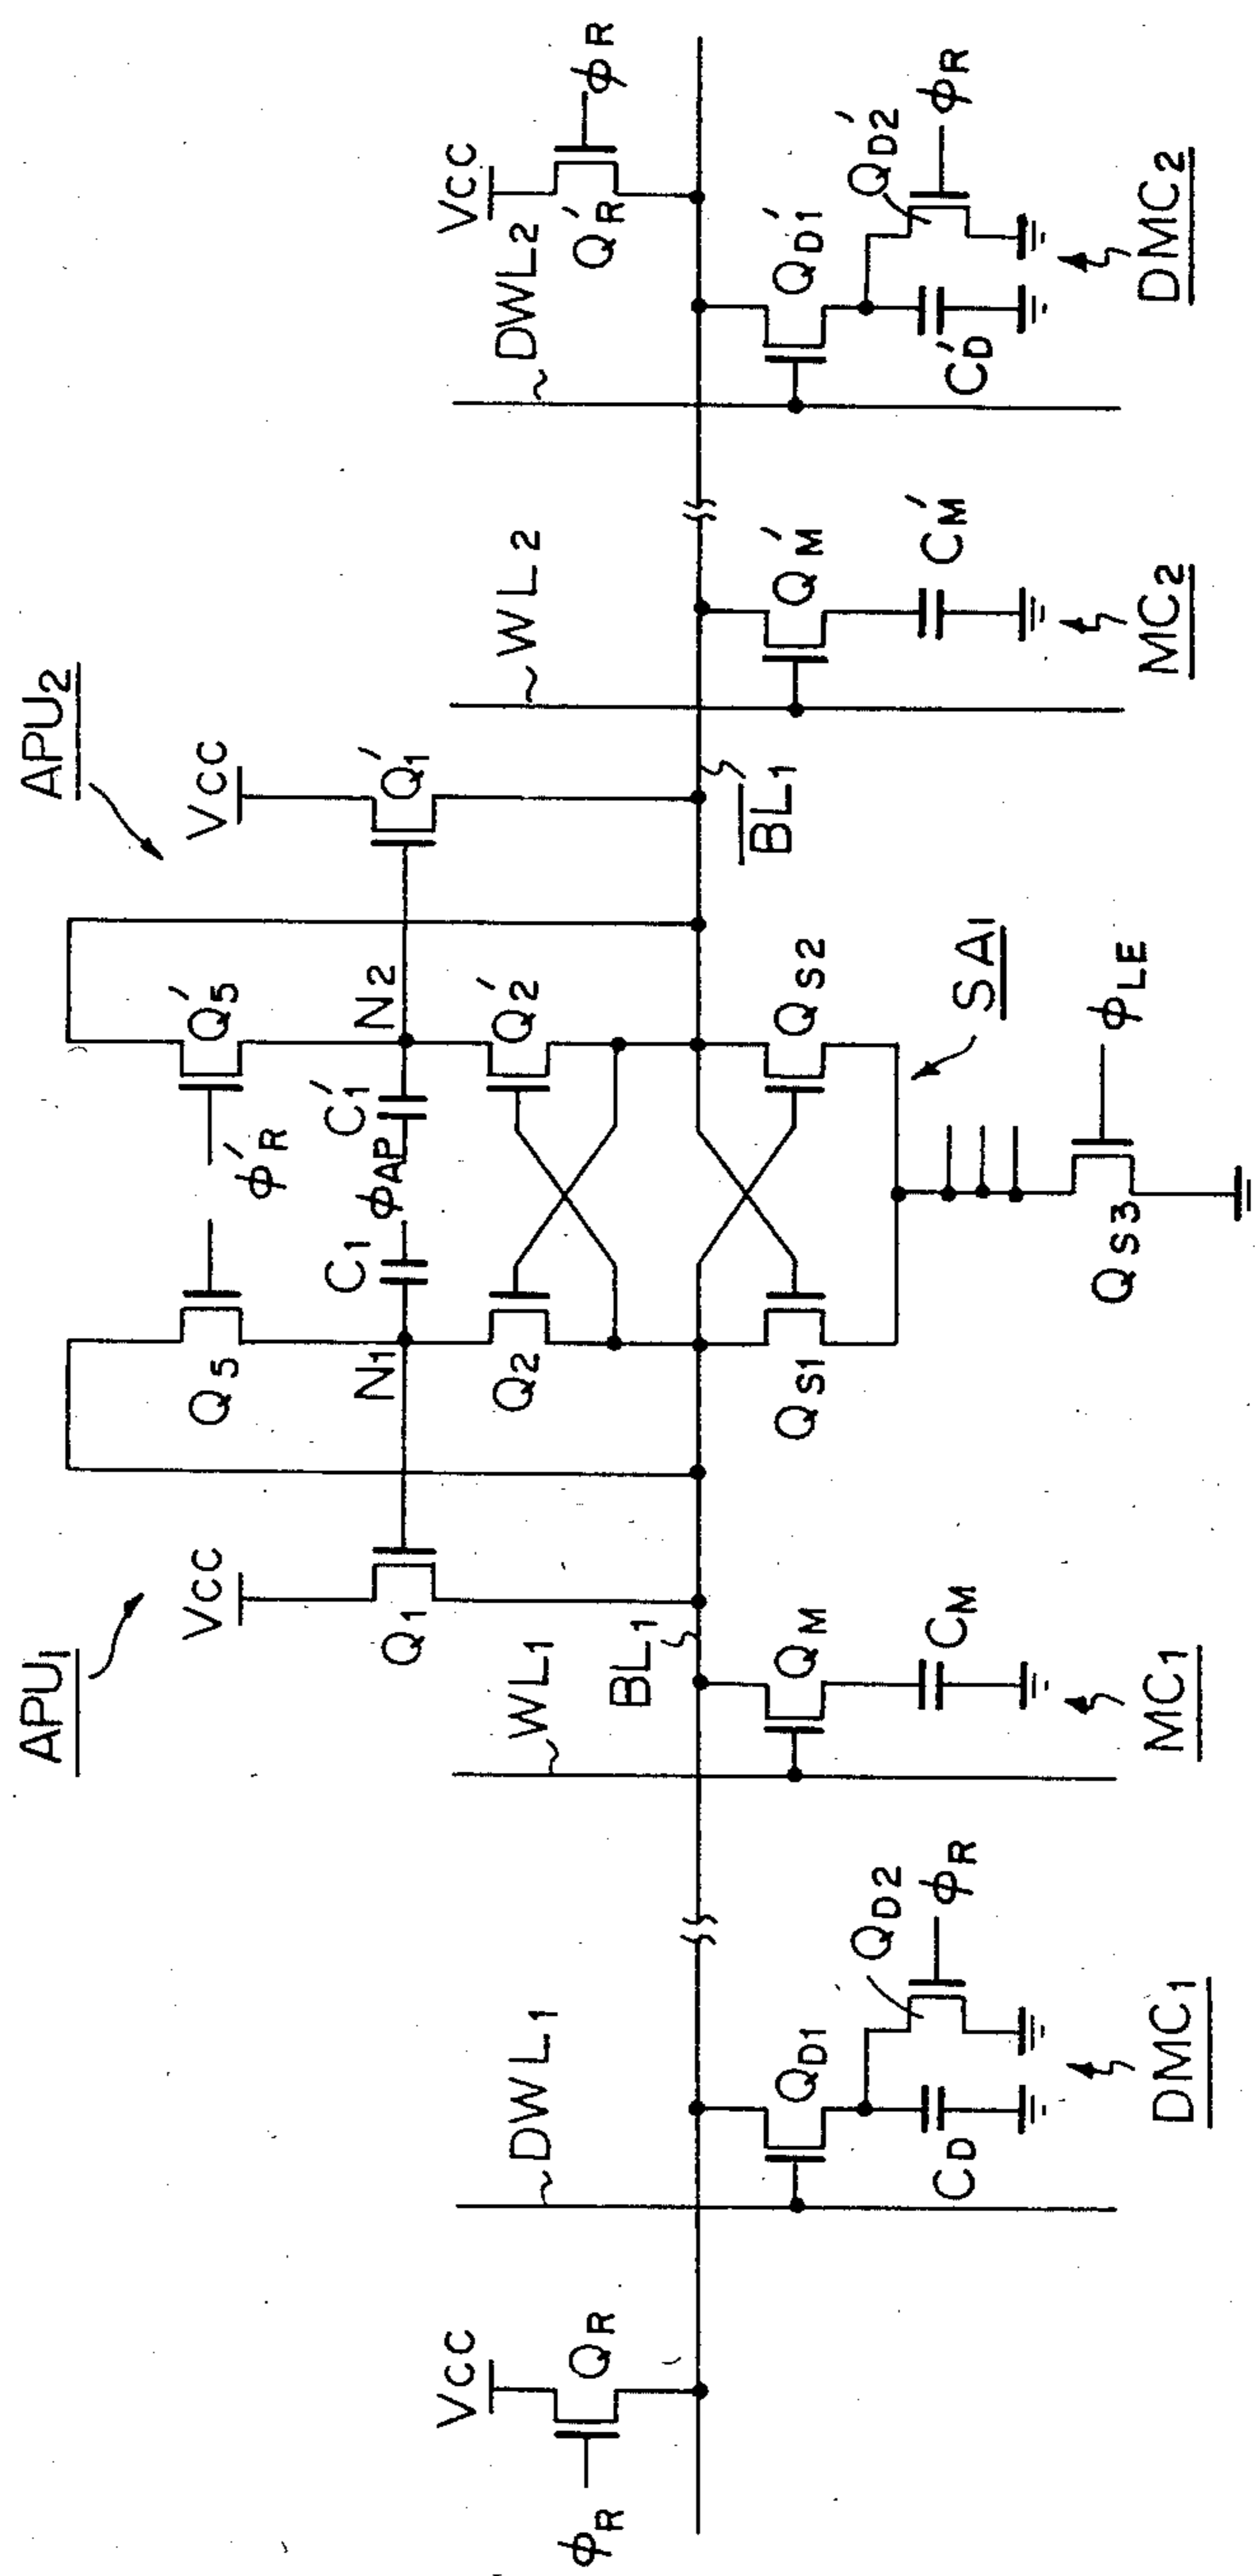 APU₁
APU₂
VCC
VCC
Q₅
φ'R
Q'₅
N₁
C₁
φAP
C'₁
N₂
Q₁
Q'₁
Q₂
Q'₂
VCC
φR
QR
DWL₁
WL₁
BL₁
B̅L̅₁
WL2
DWL2
VCC
Q'R
φR
QD1
QD2
φR
CD
DMC₁
QM
CM
MC₁
QS1
QS2
SA₁
QS3
φLE
Q'M
C'M
MC₂
Q'D1
Q'D2
φR
C'D
DMC₂